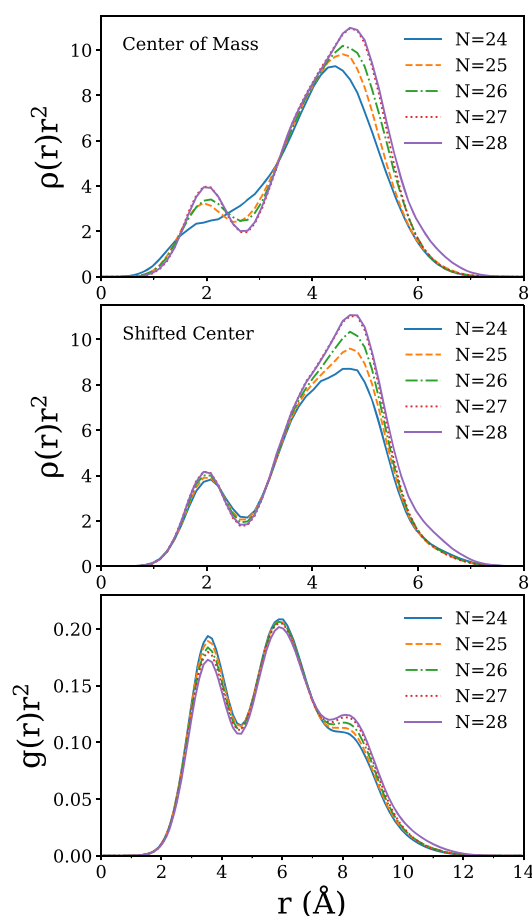 Center of Mass
N=24
N=25
N=26
N=27
N=28
ρ(r)r²
10
8
6
4
2
0
0 2 4 6 8
Shifted Center
N=24
N=25
N=26
N=27
N=28
ρ(r)r²
10
8
6
4
2
0
0 2 4 6 8
N=24
N=25
N=26
N=27
N=28
g(r)r²
0.20
0.15
0.10
0.05
0.00
0 2 4 6 8 10 12 14
r (Å)